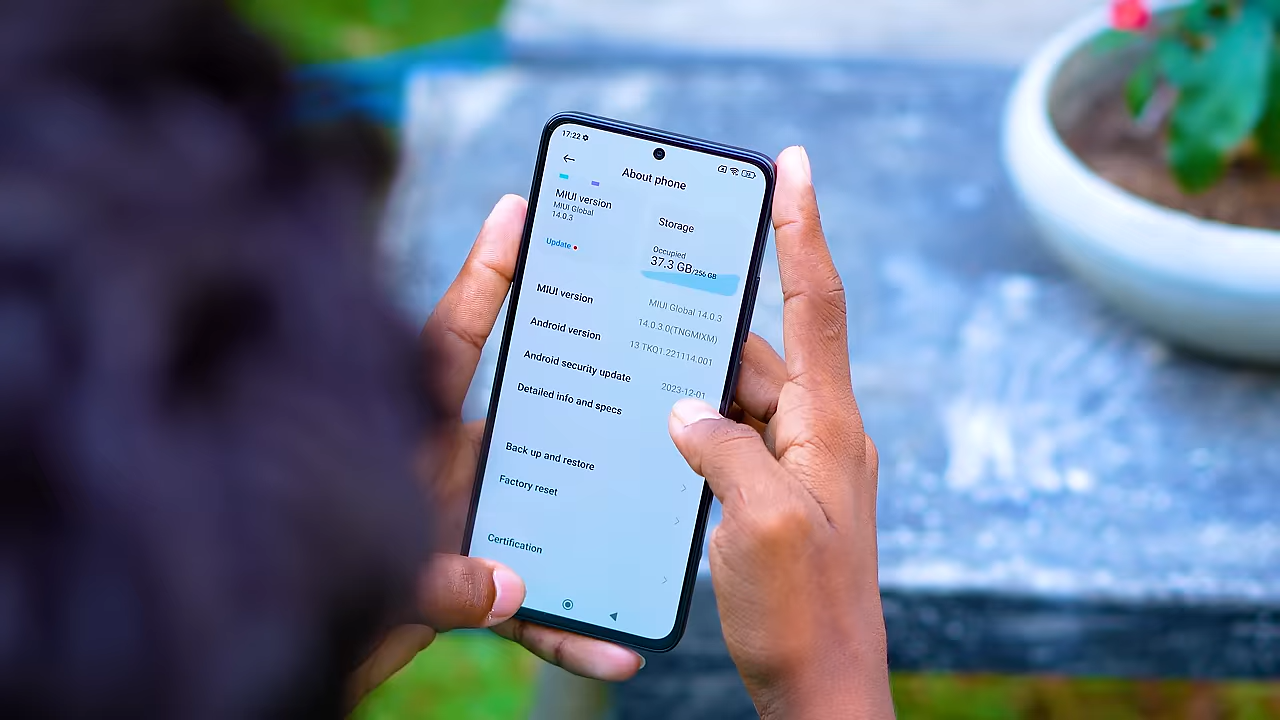 17:22
About phone
MIUI version
MIUI Global
14.0.3
Update
Storage
Occupied
37.3 GB/256 GB
MIUI version
MIUI Global 14.0.3
14.0.3.0(TNGMIXM)
Android version
13 TKQ1.221114.001
Android security update
2023-12-01
Detailed info and specs
Back up and restore
Factory reset
Certification